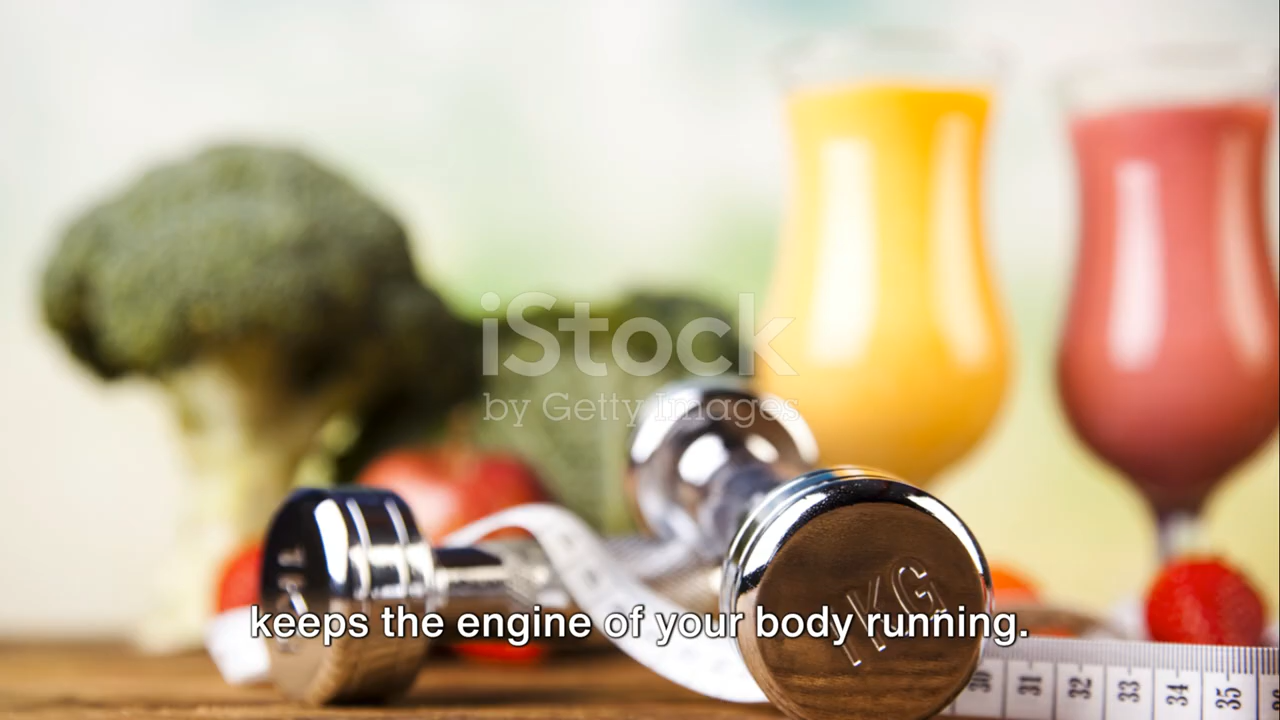 iStock
by Getty Images
1KG
keeps the engine of your body running.
30 31 32 33 34 35